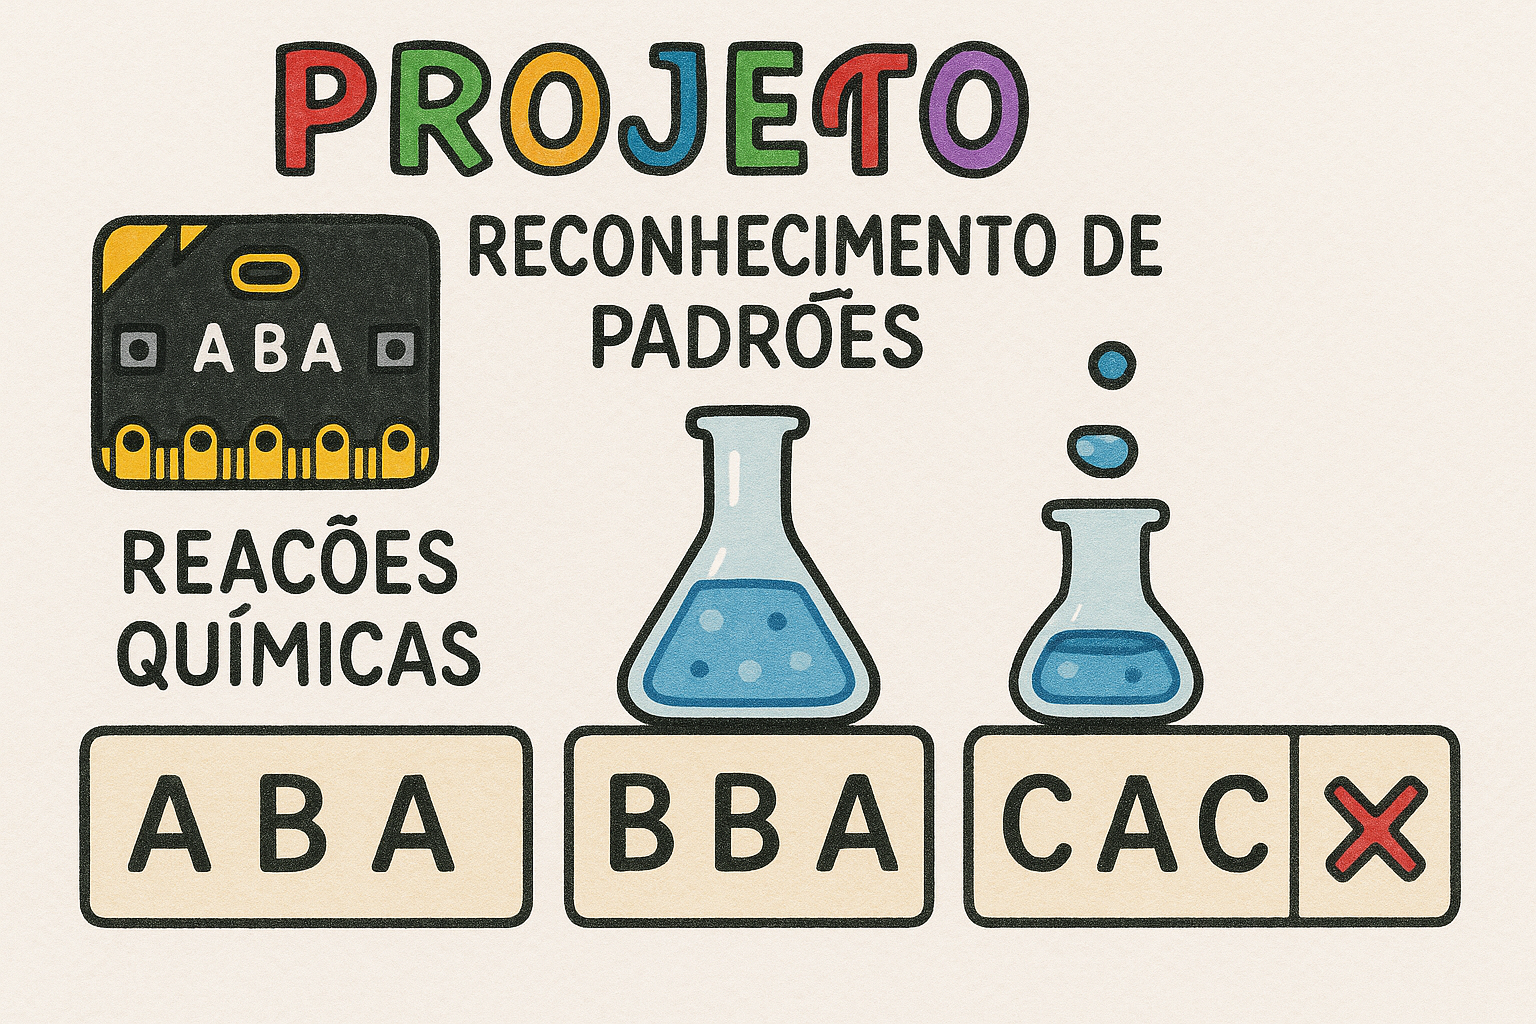 PROJETO
RECONHECIMENTO DE
PADRÕES
ABA
REACÕES
QUÍMICAS
ABA
BBA
CAC